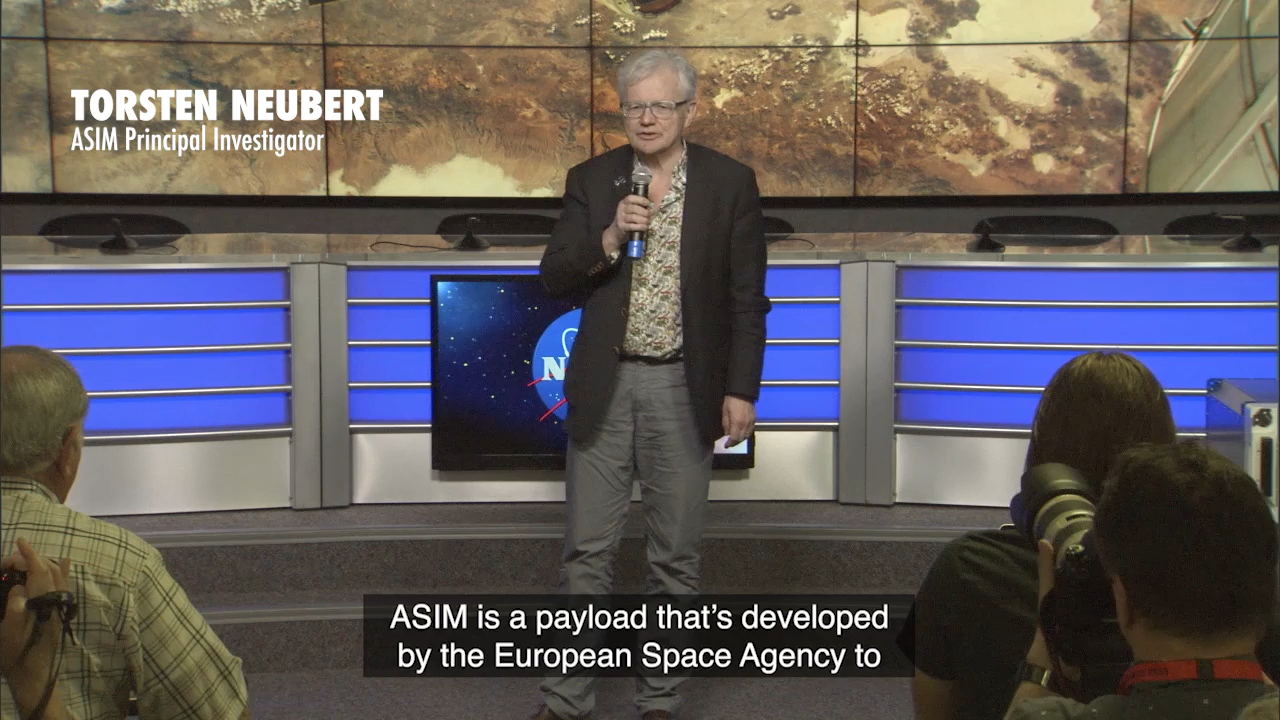 TORSTEN NEUBERT
ASIM Principal Investigator
N
ASIM is a payload that's developed
by the European Space Agency to